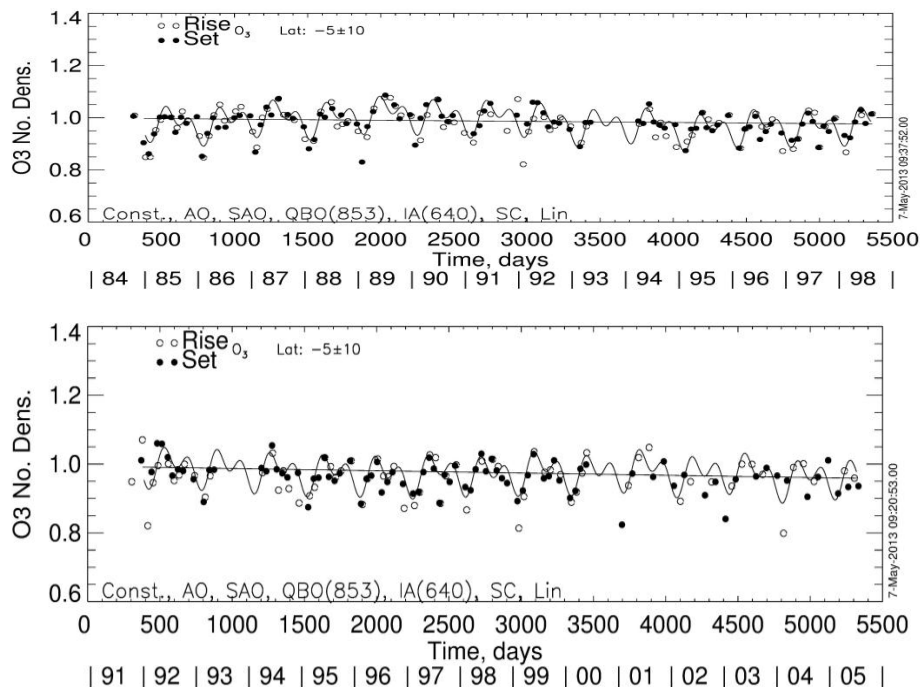 1.4
Rise O₃ Lat: −5±10
Set
1.2
1.0
0.8
0.6
O3 No. Dens.
Const., AO, SAO, QBO(853), IA(640), SC, Lin
7-May-2013 09:37:52.00
0 500 1000 1500 2000 2500 3000 3500 4000 4500 5000 5500
Time, days
| 84 | 85 | 86 | 87 | 88 | 89 | 90 | 91 | 92 | 93 | 94 | 95 | 96 | 97 | 98 |
1.4
Rise O₃ Lat: −5±10
Set
1.2
1.0
0.8
0.6
O3 No. Dens.
Const., AO, SAO, QBO(853), IA(640), SC, Lin
7-May-2013 09:20:53.00
0 500 1000 1500 2000 2500 3000 3500 4000 4500 5000 5500
Time, days
| 91 | 92 | 93 | 94 | 95 | 96 | 97 | 98 | 99 | 00 | 01 | 02 | 03 | 04 | 05 |